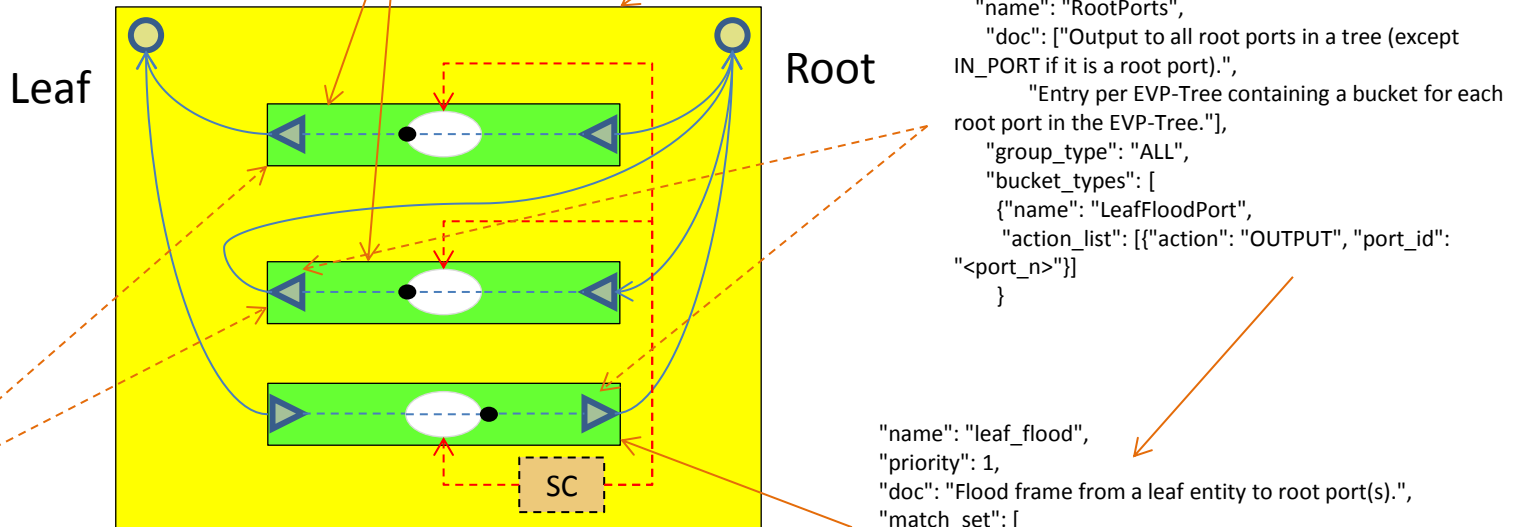 Leaf
Root
SC
"name": "RootPorts",
"doc": ["Output to all root ports in a tree (except
IN_PORT if it is a root port).",
"Entry per EVP-Tree containing a bucket for each
root port in the EVP-Tree."],
"group_type": "ALL",
"bucket_types": [
{"name": "LeafFloodPort",
"action_list": [{"action": "OUTPUT", "port_id":
"<port_n>"}]
}
"name": "leaf_flood",
"priority": 1,
"doc": "Flood frame from a leaf entity to root port(s).",
"match_set": [